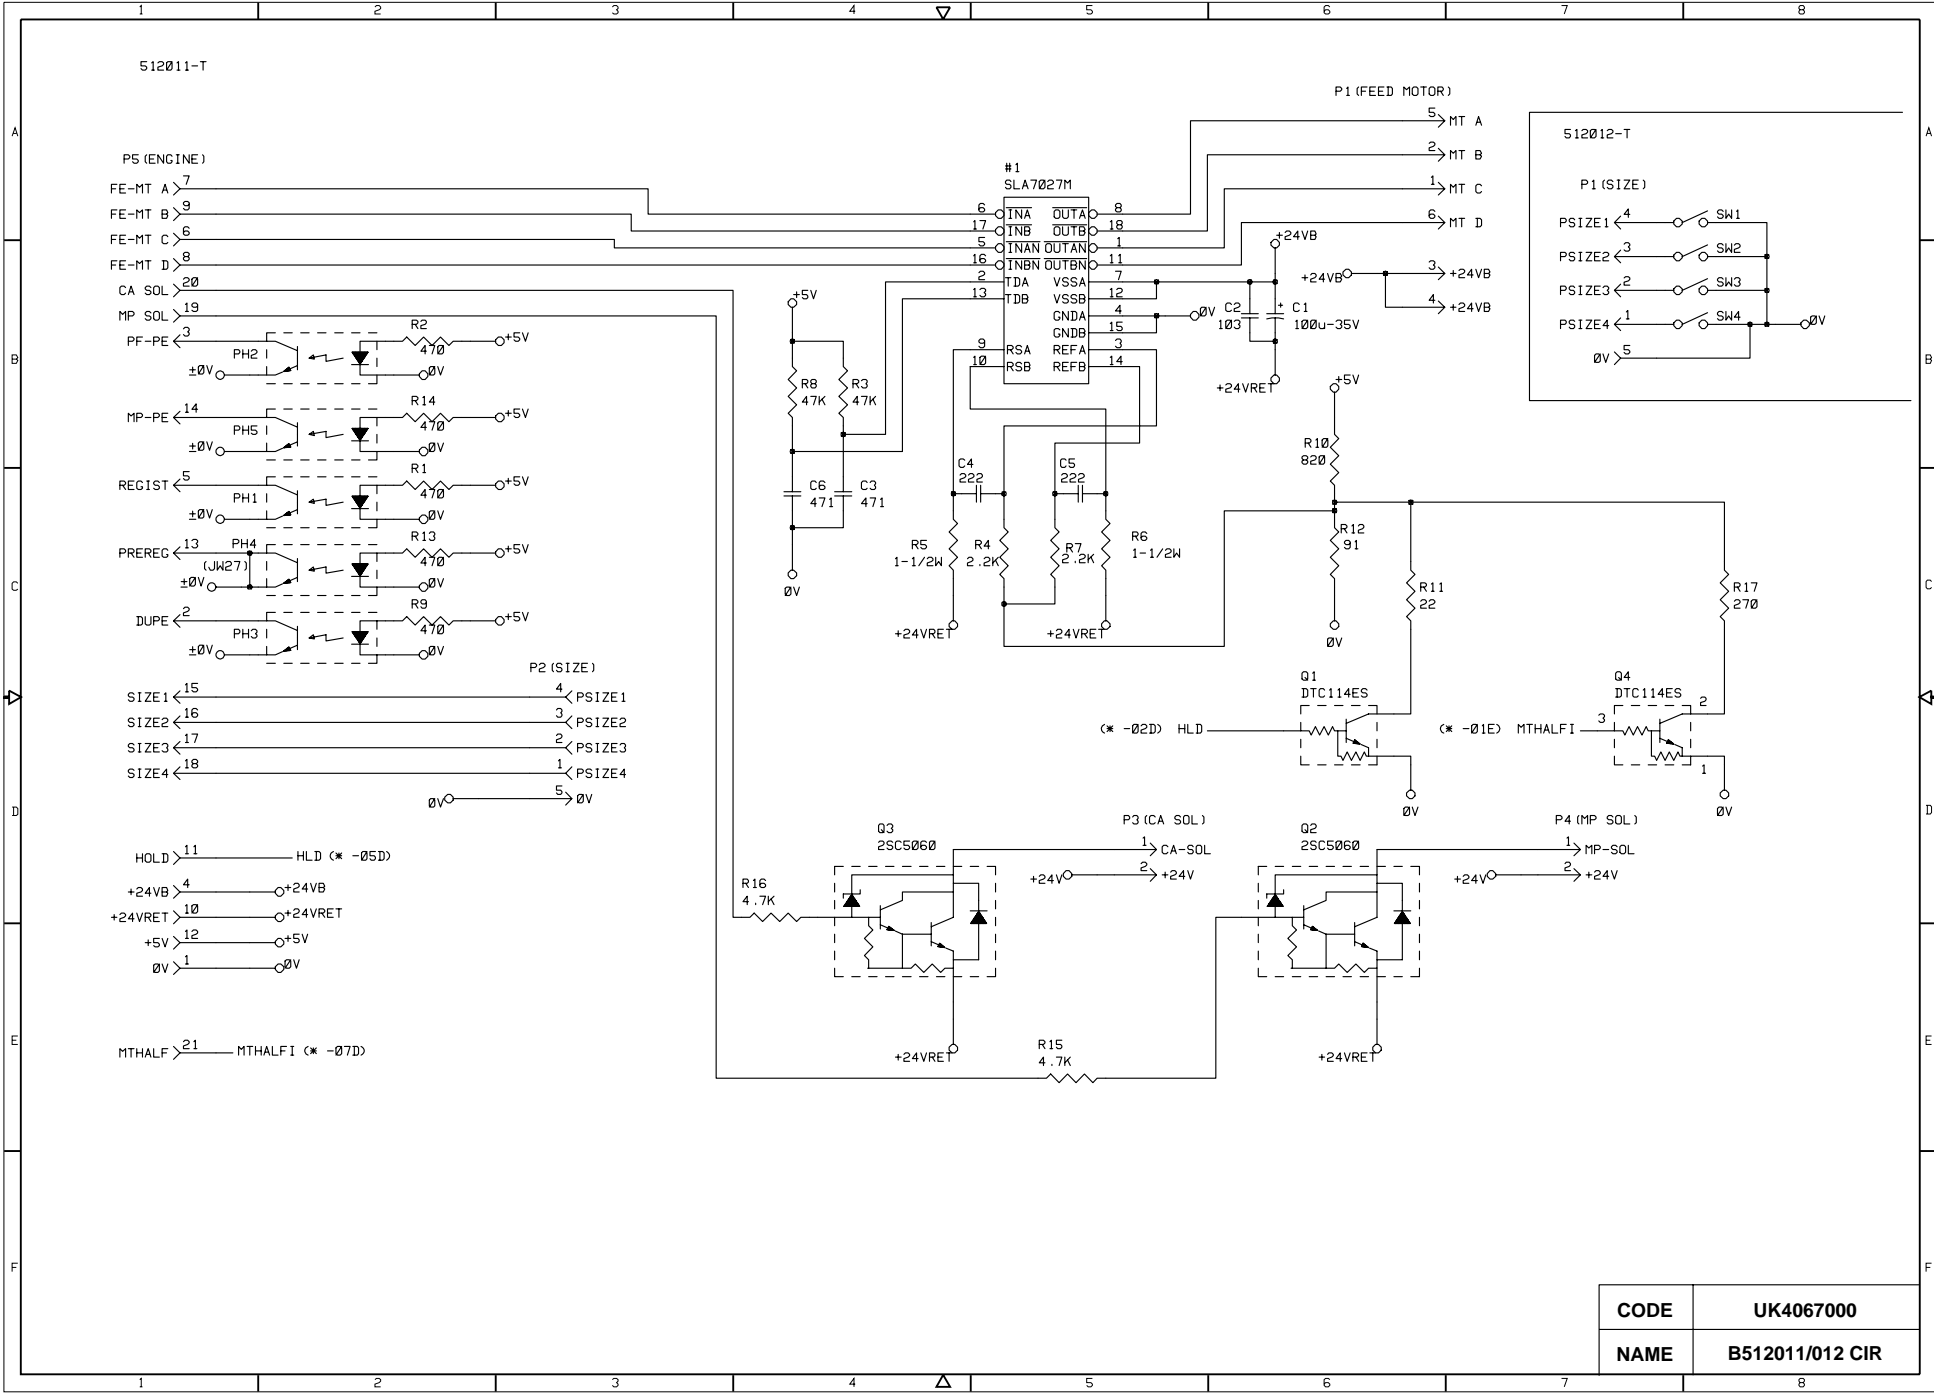 1 2 3 4 5 6 7 8
A
B
C
D
E
F
512011-T
P5(ENGINE)
FE-MT A 7
FE-MT B 9
FE-MT C 6
FE-MT D 8
CA SOL 20
MP SOL 19
PF-PE 3
PH2
±0V
R2
470
+5V
0V
MP-PE 14
PH5
±0V
R14
470
+5V
0V
REGIST 5
PH1
±0V
R1
470
+5V
0V
PREREG 13
PH4
(JW27)
±0V
R13
470
+5V
0V
DUPE 2
PH3
±0V
R9
470
+5V
0V
P2(SIZE)
SIZE1 15 4 PSIZE1
SIZE2 16 3 PSIZE2
SIZE3 17 2 PSIZE3
SIZE4 18 1 PSIZE4
0V 5 0V
HOLD 11 HLD (* -05D)
+24VB 4 +24VB
+24VRET 10 +24VRET
+5V 12 +5V
0V 1 0V
MTHALF 21 MTHALFI (* -07D)
#1
SLA7027M
6 INA OUTA 8
17 INB OUTB 18
5 INAN OUTAN 1
16 INBN OUTBN 11
2 TDA VSSA 7
13 TDB VSSB 12
GNDA 4
GNDB 15
9 RSA REFA 3
10 RSB REFB 14
+5V
R8
47K
R3
47K
C6
471
C3
471
0V
C4
222
C5
222
R5
1-1/2W
R4
2.2K
R7
2.2K
R6
1-1/2W
+24VRET
+24VRET
0V
C2
103
+
C1
100u-35V
+24VB
+24VRET
P1(FEED MOTOR)
5 MT A
2 MT B
1 MT C
6 MT D
+24VB 3 +24VB
4 +24VB
+5V
R10
820
R12
91
0V
R11
22
R17
270
Q1
DTC114ES
(* -02D) HLD
0V
Q4
DTC114ES
(* -01E) MTHALFI 3
2
1
0V
Q3
2SC5060
R16
4.7K
+24VRET
P3(CA SOL)
1 CA-SOL
+24V 2 +24V
Q2
2SC5060
R15
4.7K
+24VRET
P4(MP SOL)
1 MP-SOL
+24V 2 +24V
512012-T
P1(SIZE)
PSIZE1 4 SW1
PSIZE2 3 SW2
PSIZE3 2 SW3
PSIZE4 1 SW4
0V
0V 5
A
B
C
D
E
F
CODE UK4067000
NAME B512011/012 CIR
1 2 3 4 5 6 7 8